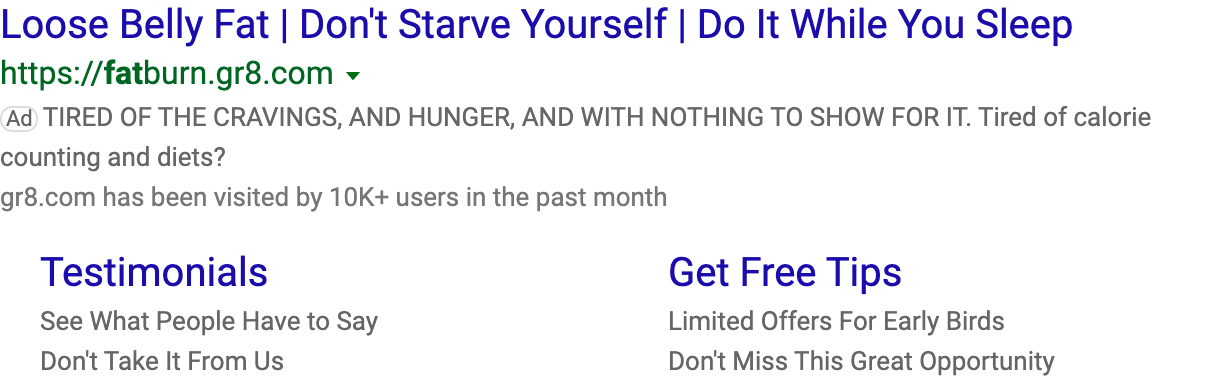 Loose Belly Fat | Don't Starve Yourself | Do It While You Sleep
https://fatburn.gr8.com
Ad TIRED OF THE CRAVINGS, AND HUNGER, AND WITH NOTHING TO SHOW FOR IT. Tired of calorie
counting and diets?
gr8.com has been visited by 10K+ users in the past month
Testimonials
See What People Have to Say
Don't Take It From Us
Get Free Tips
Limited Offers For Early Birds
Don't Miss This Great Opportunity